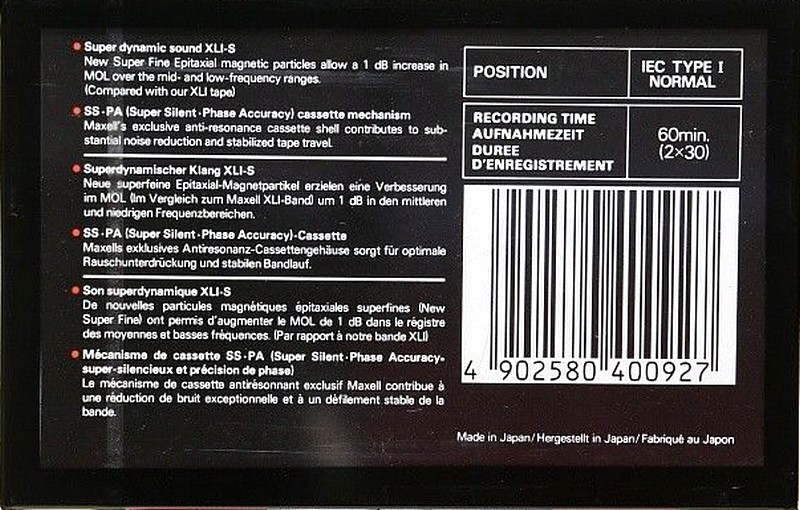 Super dynamic sound XLI-S
New Super Fine Epitaxial magnetic particles allow a 1 dB increase in
MOL over the mid- and low-frequency ranges.
(Compared with our XLI tape)
SS·PA (Super Silent·Phase Accuracy) cassette mechanism
Maxell's exclusive anti-resonance cassette shell contributes to sub-
stantial noise reduction and stabilized tape travel.
Superdynamischer Klang XLI-S
Neue superfeine Epitaxial-Magnetpartikel erzielen eine Verbesserung
im MOL (Im Vergleich zum Maxell XLI-Band) um 1 dB in den mittleren
und niedrigen Frequenzbereichen.
SS·PA (Super Silent·Phase Accuracy)-Cassette
Maxells exklusives Antiresonanz-Cassettengehäuse sorgt für optimale
Rauschunterdrückung und stabilen Bandlauf.
Son superdynamique XLI-S
De nouvelles particules magnétiques épitaxiales superfines (New
Super Fine) ont permis d'augmenter le MOL de 1 dB dans le régistre
des moyennes et basses fréquences. (Par rapport à notre bande XLI)
Mécanisme de cassette SS·PA (Super Silent·Phase Accuracy-
super-silencieux et précision de phase)
Le mécanisme de cassette antirésonnant exclusif Maxell contribue à
une réduction de bruit exceptionnelle et à un défilement stable de la
bande.
POSITION
IEC TYPE I
NORMAL
RECORDING TIME
AUFNAHMEZEIT
DUREE
D'ENREGISTREMENT
60min.
(2×30)
4 902580 400927
Made in Japan/Hergestellt in Japan/Fabriqué au Japon